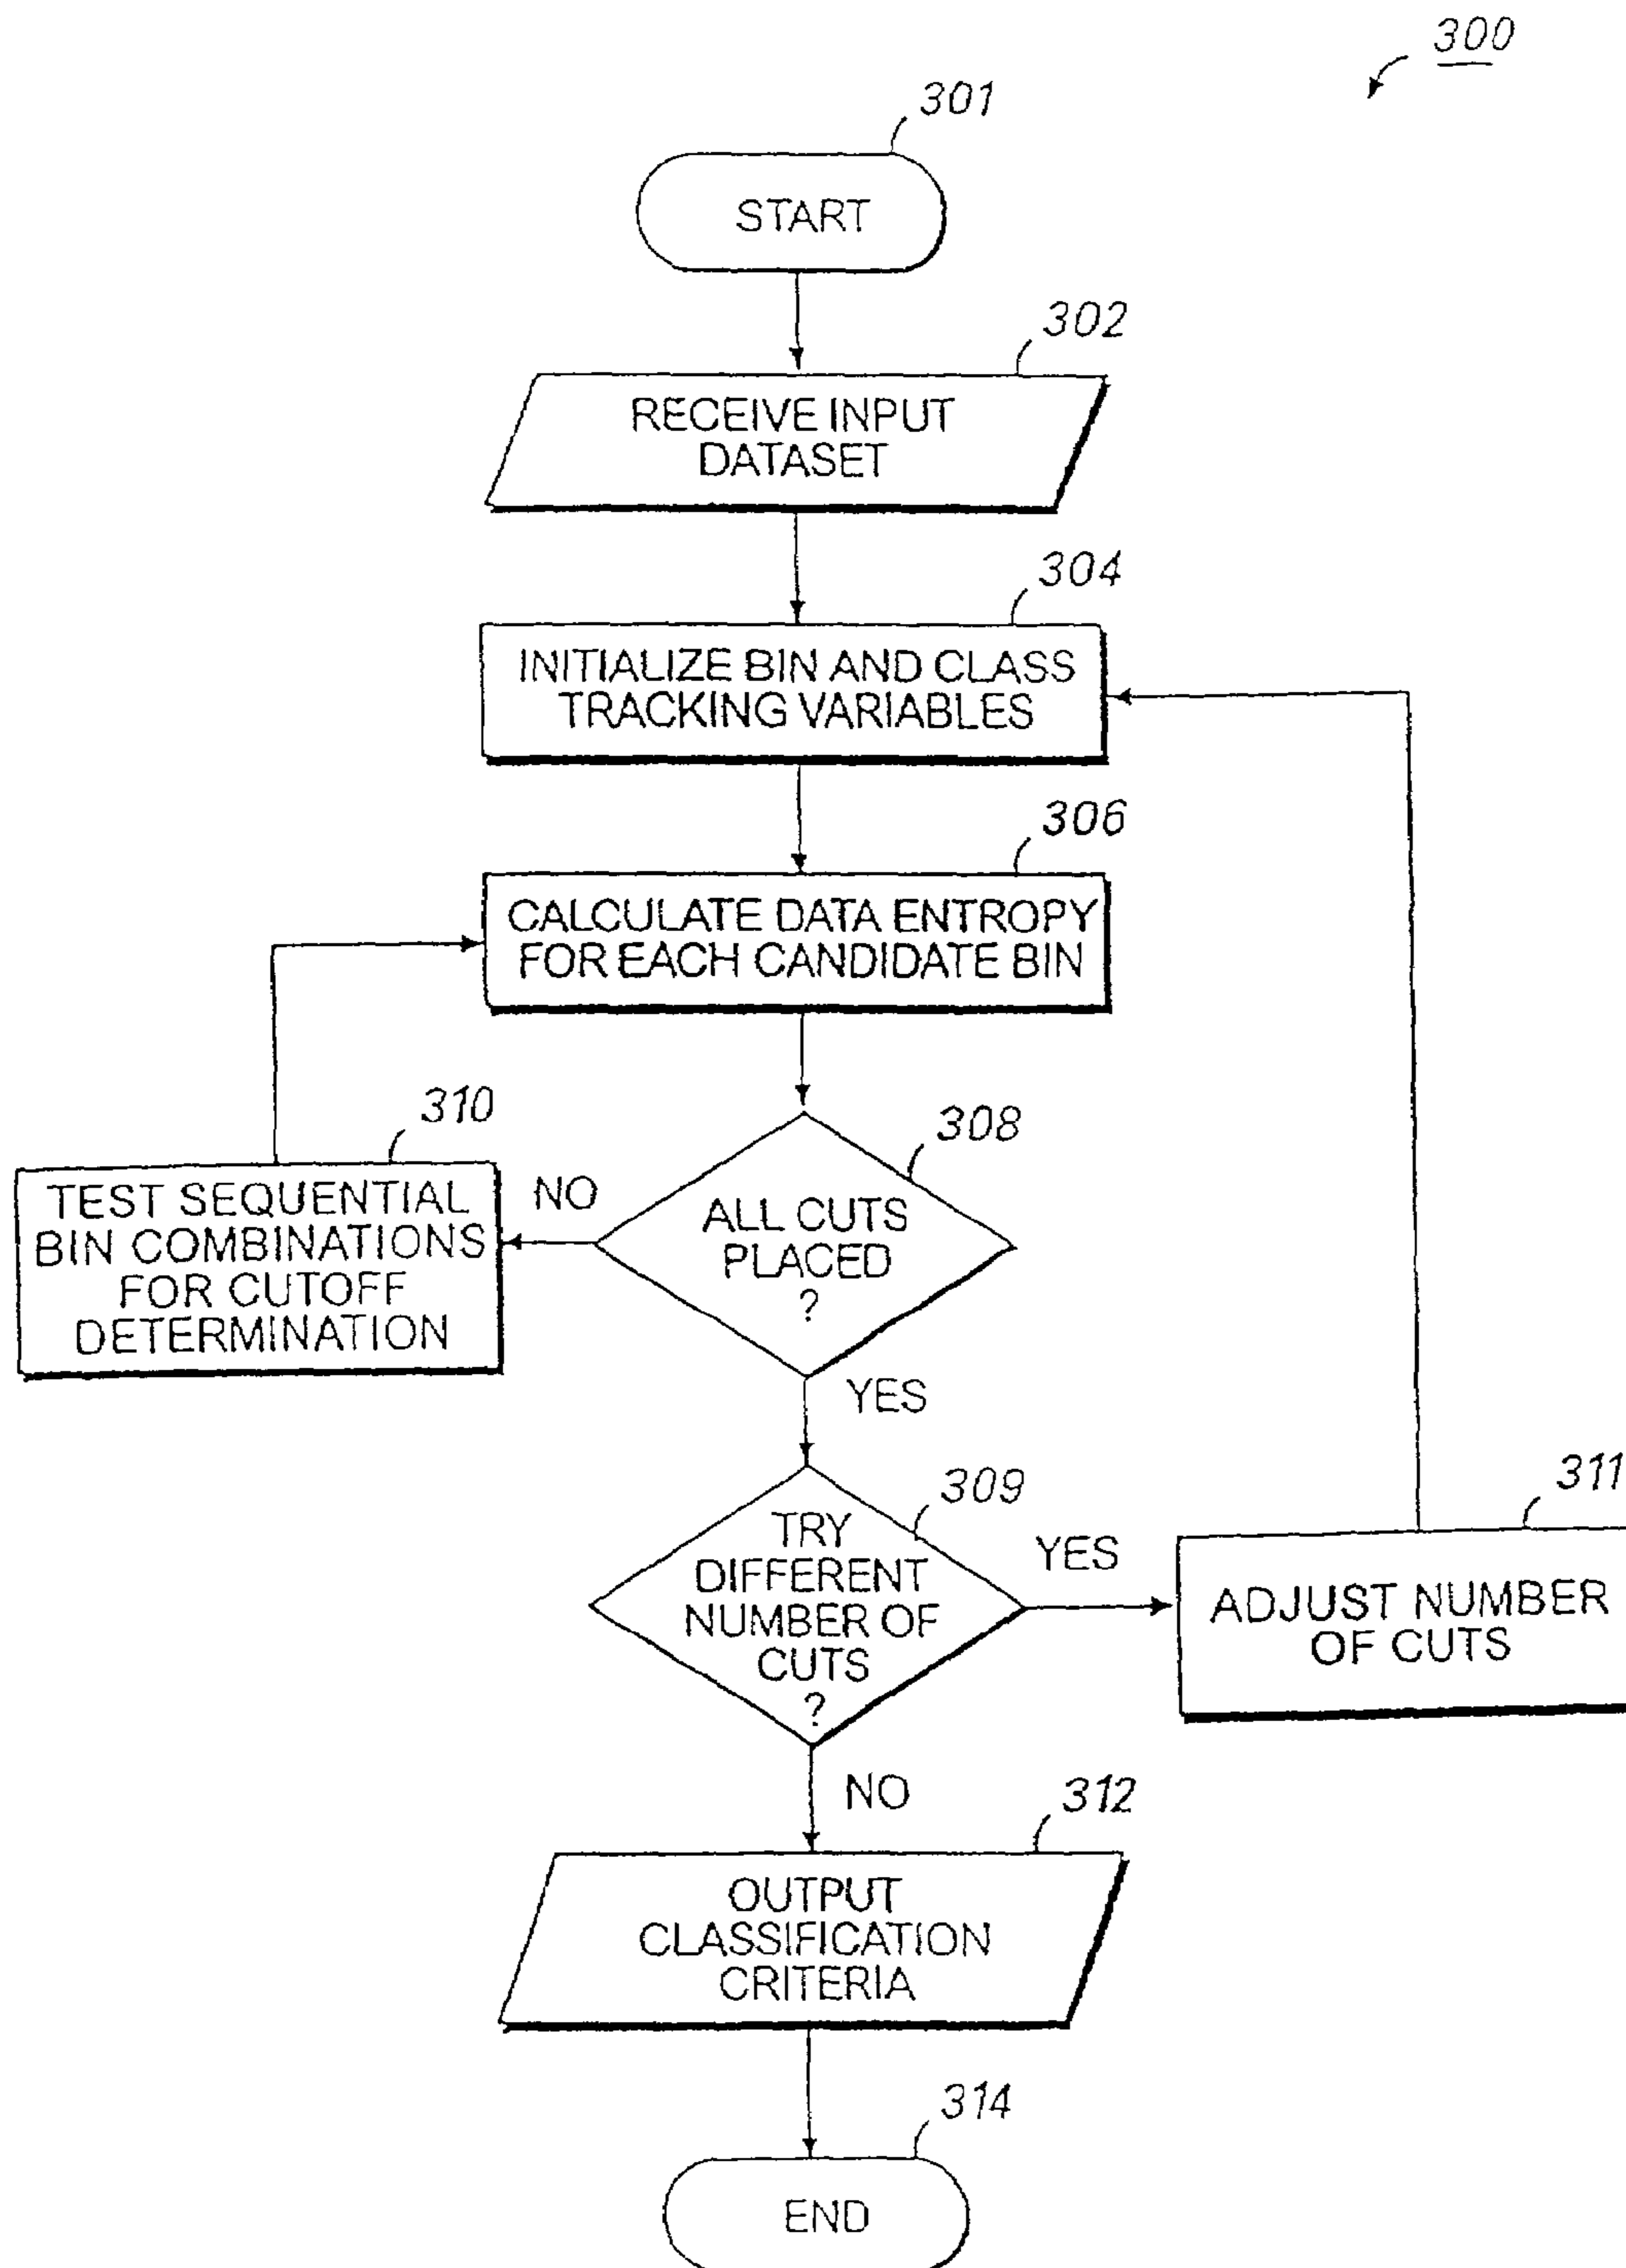 300
301
START
302
RECEIVE INPUT
DATASET
304
INITIALIZE BIN AND CLASS
TRACKING VARIABLES
306
CALCULATE DATA ENTROPY
FOR EACH CANDIDATE BIN
310
308
TEST SEQUENTIAL
BIN COMBINATIONS
FOR CUTOFF
DETERMINATION
NO
ALL CUTS
PLACED
?
YES
309
311
TRY
DIFFERENT
NUMBER OF
CUTS
?
YES
ADJUST NUMBER
OF CUTS
NO
312
OUTPUT
CLASSIFICATION
CRITERIA
314
END